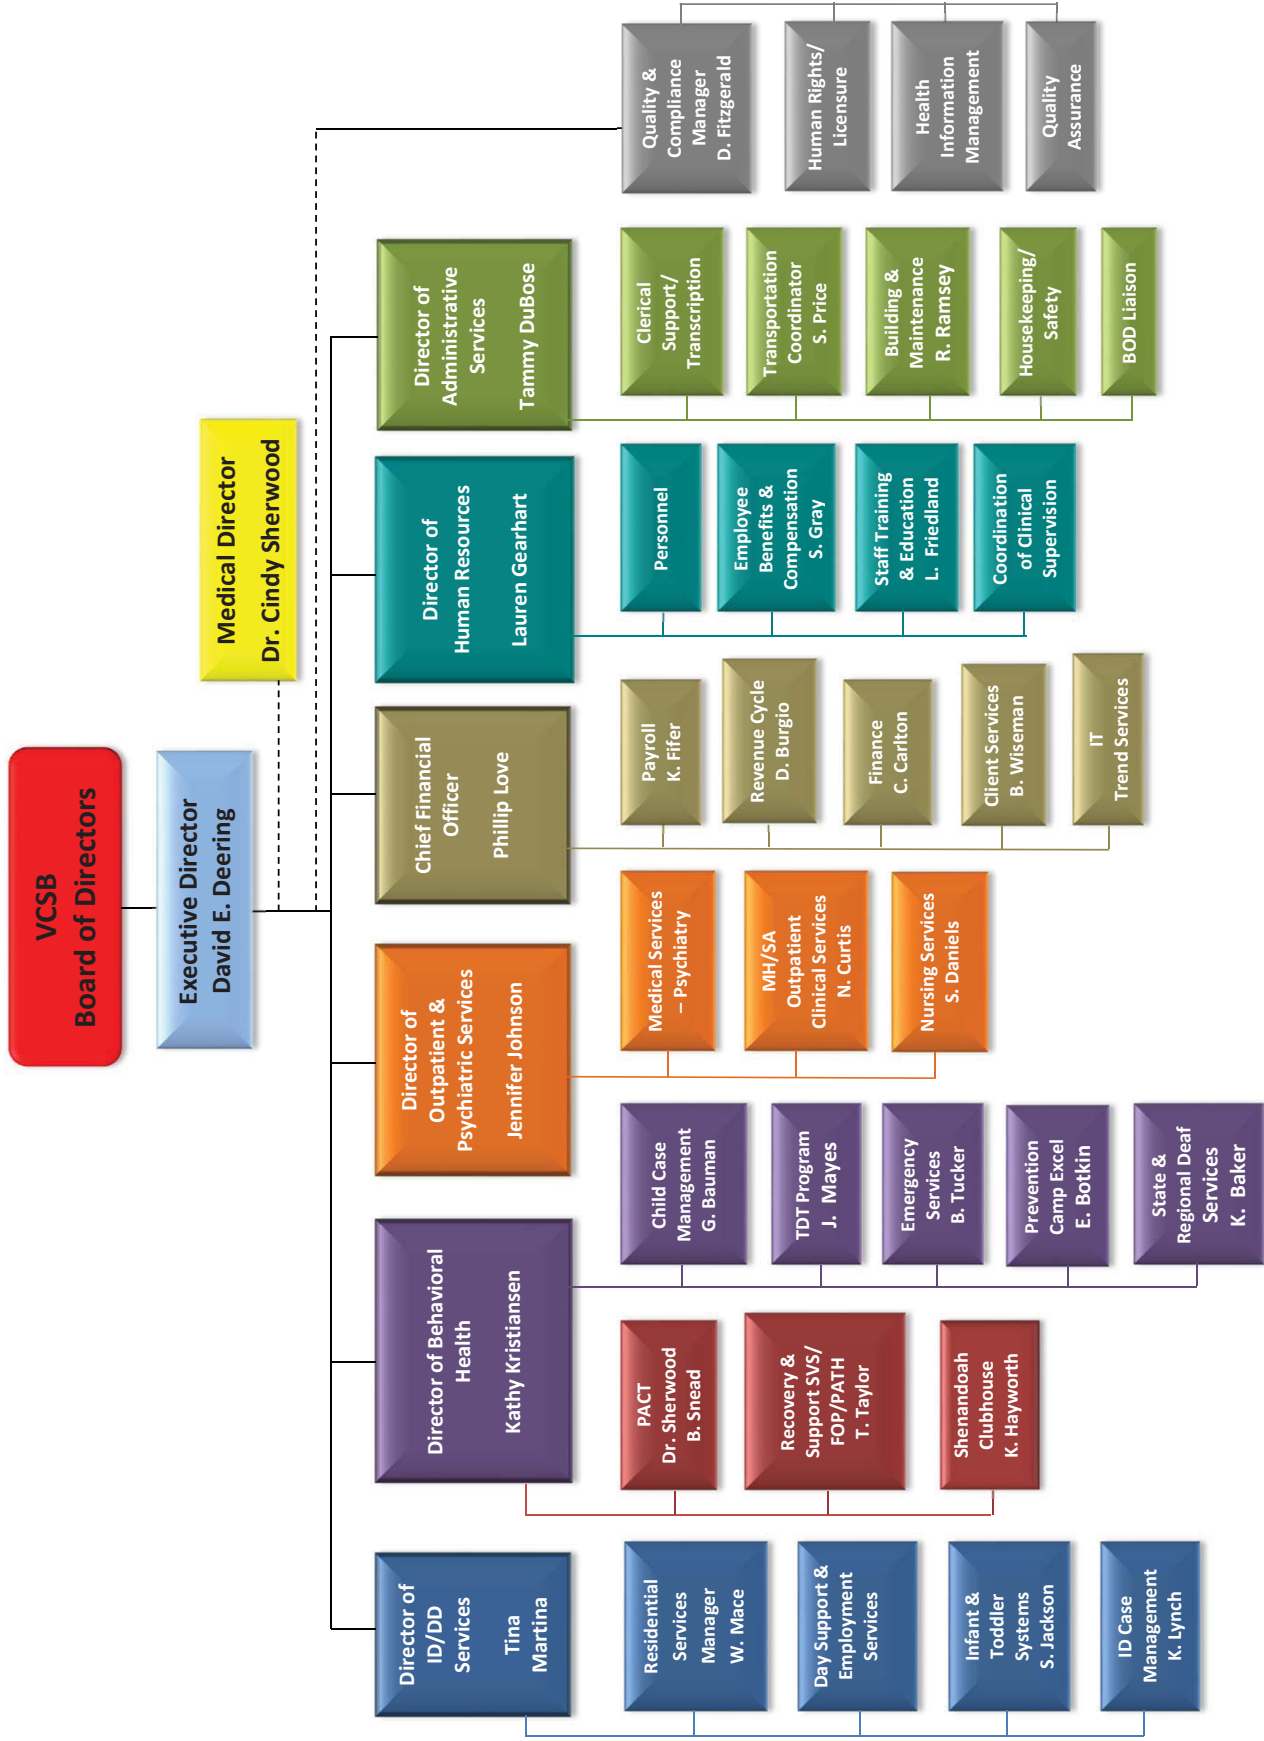 VCSB
Board of Directors
Executive Director
David E. Deering
Medical Director
Dr. Cindy Sherwood
Director of
ID/DD
Services
Tina
Martina
Residential
Services
Manager
W. Mace
Day Support &
Employment
Services
Infant &
Toddler
Systems
S. Jackson
ID Case
Management
K. Lynch
Director of Behavioral
Health
Kathy Kristiansen
PACT
Dr. Sherwood
B. Snead
Recovery &
Support SVS/
FOP/PATH
T. Taylor
Shenandoah
Clubhouse
K. Hayworth
Child Case
Management
G. Bauman
TDT Program
J. Mayes
Emergency
Services
B. Tucker
Prevention
Camp Excel
E. Botkin
State &
Regional Deaf
Services
K. Baker
Director of
Outpatient &
Psychiatric Services
Jennifer Johnson
Medical Services
– Psychiatry
MH/SA
Outpatient
Clinical Services
N. Curtis
Nursing Services
S. Daniels
Chief Financial
Officer
Phillip Love
Payroll
K. Fifer
Revenue Cycle
D. Burgio
Finance
C. Carlton
Client Services
B. Wiseman
IT
Trend Services
Director of
Human Resources
Lauren Gearhart
Personnel
Employee
Benefits &
Compensation
S. Gray
Staff Training
& Education
L. Friedland
Coordination
of Clinical
Supervision
Director of
Administrative
Services
Tammy DuBose
Clerical
Support/
Transcription
Transportation
Coordinator
S. Price
Building &
Maintenance
R. Ramsey
Housekeeping/
Safety
BOD Liaison
Quality &
Compliance
Manager
D. Fitzgerald
Human Rights/
Licensure
Health
Information
Management
Quality
Assurance